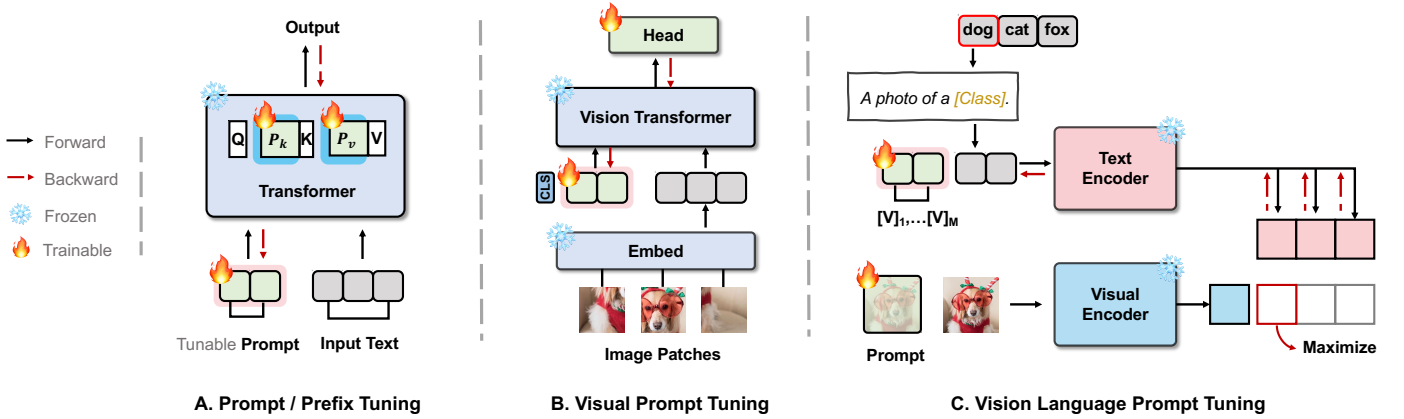 Forward
Backward
Frozen
Trainable
Output
Q
P_k
K
P_v
V
Transformer
Tunable Prompt
Input Text
A. Prompt / Prefix Tuning
Head
Vision Transformer
CLS
Embed
Image Patches
B. Visual Prompt Tuning
dog cat fox
A photo of a [Class].
Text
Encoder
[V]₁,...[V]ₘ
Visual
Encoder
Prompt
Maximize
C. Vision Language Prompt Tuning